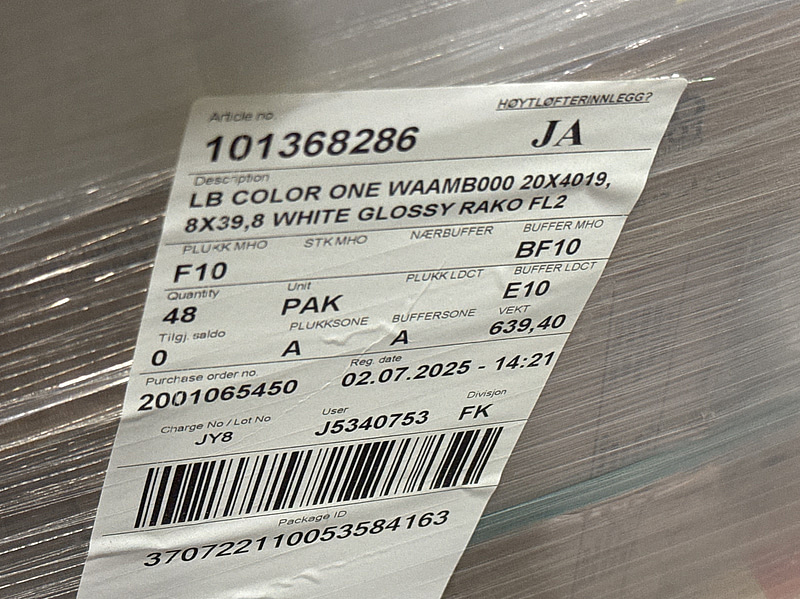 Article no.
HØYTLØFTERINNLEGG?
101368286
JA
Description
LB COLOR ONE WAAMB000 20X4019,
8X39,8 WHITE GLOSSY RAKO FL2
PLUKK MHO STK MHO NÆRBUFFER BUFFER MHO
F10 BF10
Quantity Unit PLUKK LDCT BUFFER LDCT
48 PAK E10
Tilgj. saldo PLUKKSONE BUFFERSONE VEKT
0 A A 639,40
Purchase order no. Reg. date
2001065450 02.07.2025 - 14:21
Charge No / Lot No User Divisjon
JY8 J5340753 FK
Package ID
370722110053584163